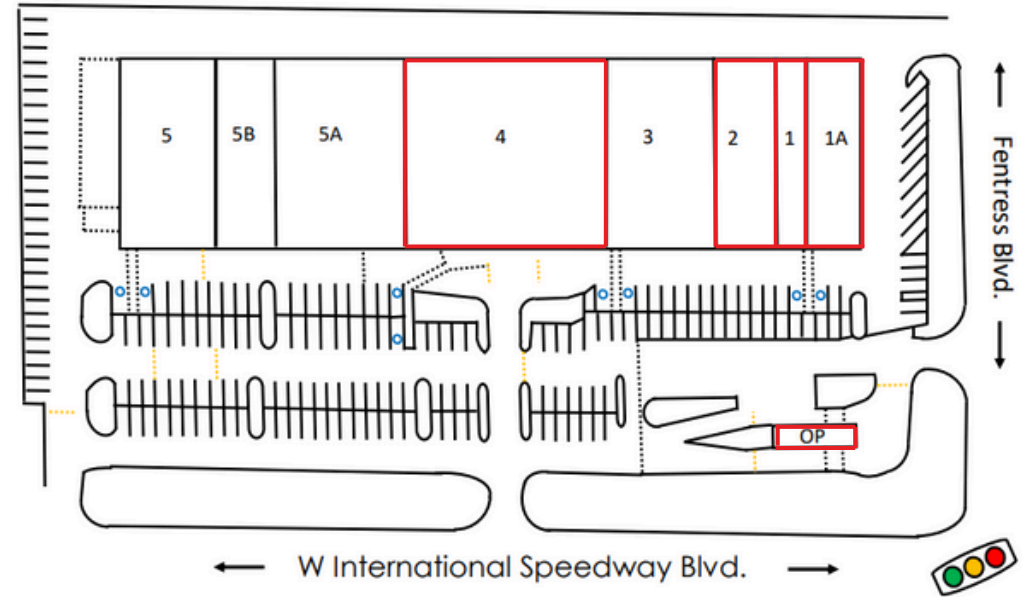 5
5B
5A
4
3
2
1
1A
Fentress Blvd.
OP
W International Speedway Blvd.